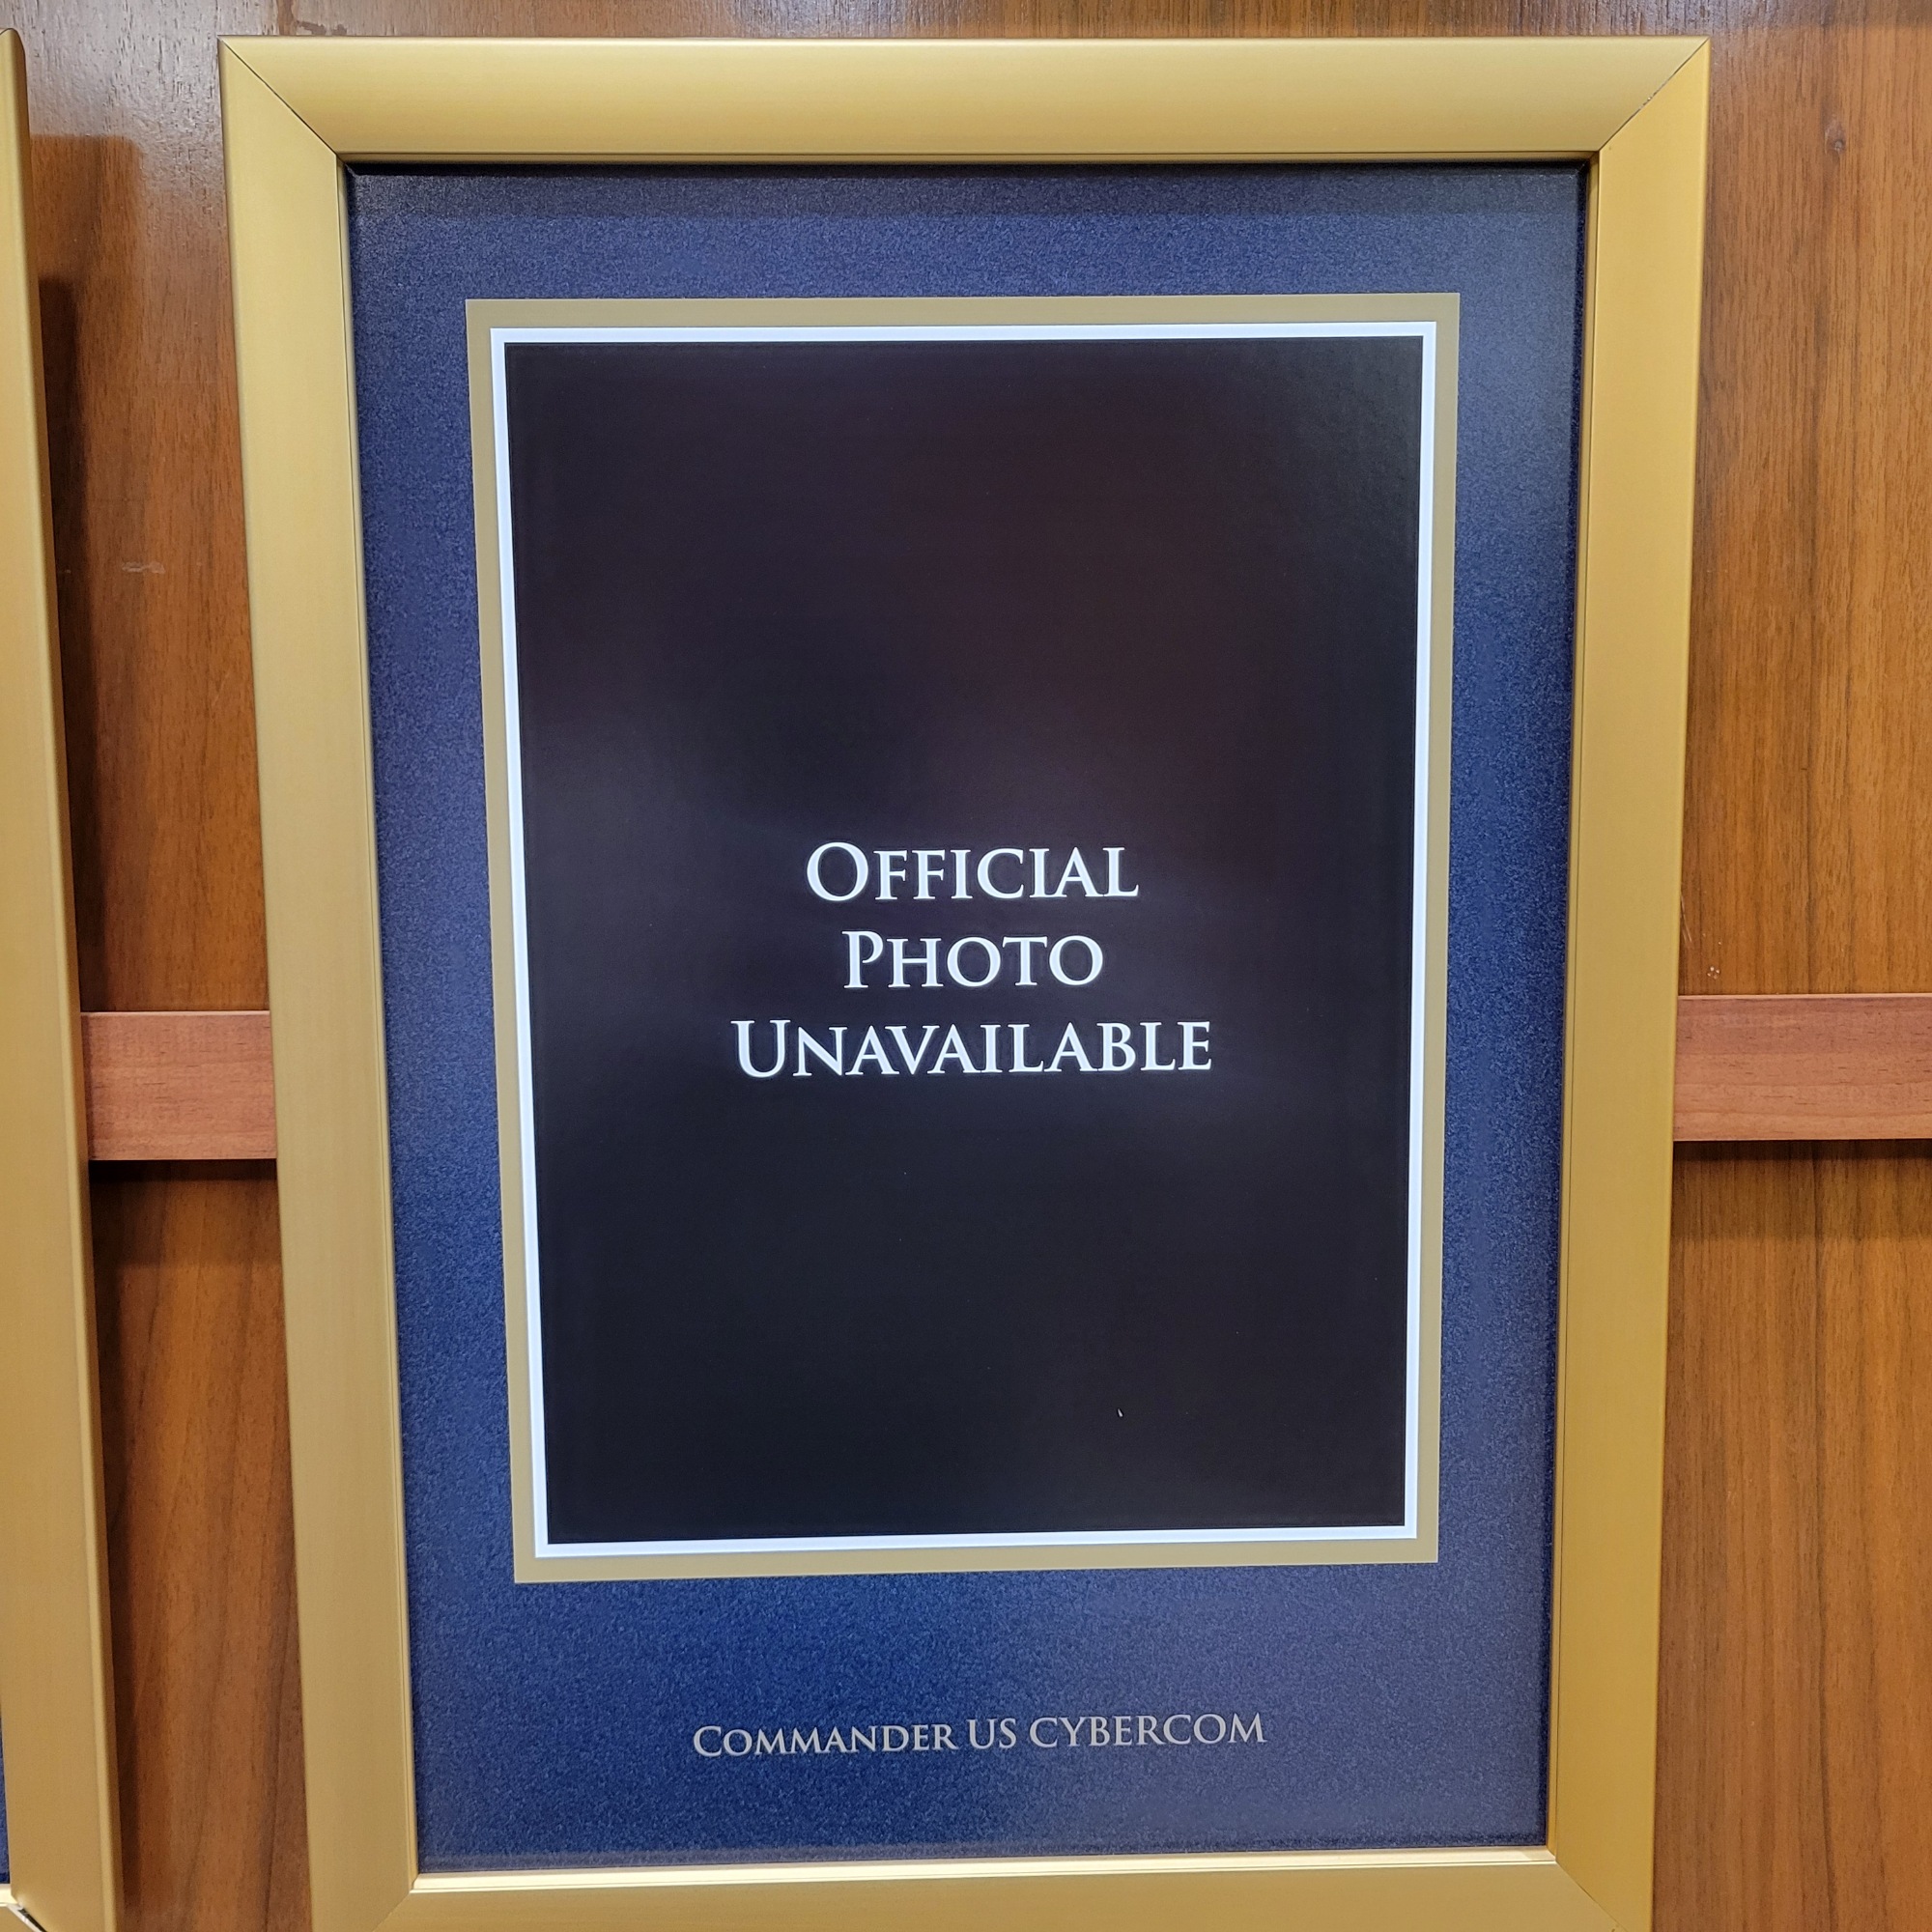 Official
Photo
Unavailable
Commander US CYBERCOM